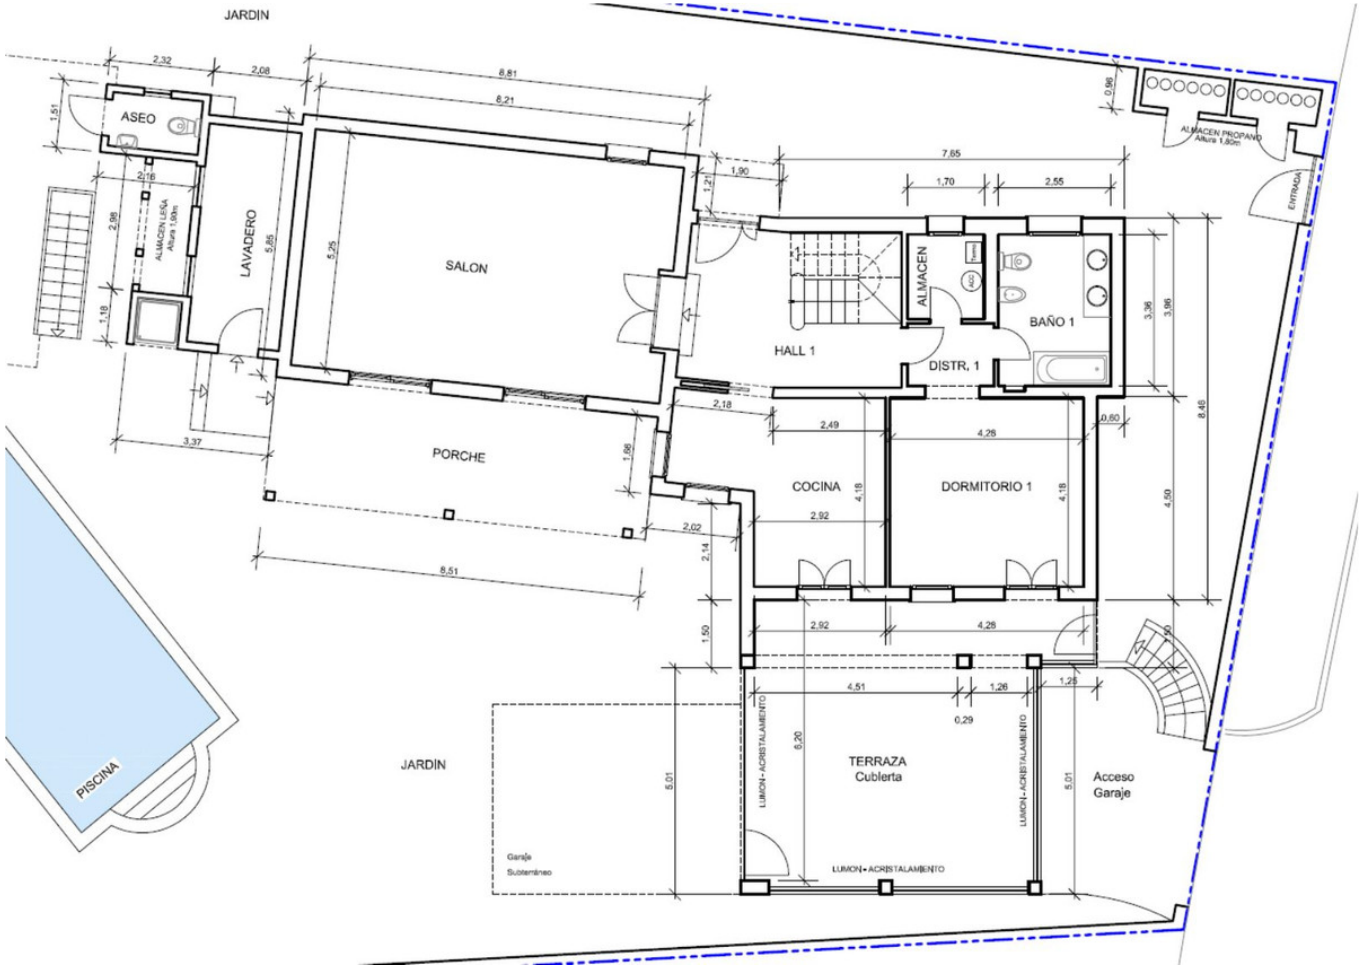 JARDIN
2,32
2,08
8,81
8,21
0,96
ALMACEN PROPANO
Altura 1,80m
1,51
ASEO
7,65
1,90
1,21
1,70
2,55
ENTRADA
2,16
2,98
ALMACEN LEÑA
Altura 1,90m
LAVADERO
5,85
5,25
SALON
1
ALMACEN
Termo
ACC
BAÑO 1
3,36
3,96
1,18
HALL 1
DISTR. 1
8,46
2,18
2,49
4,28
0,60
3,37
1,66
PORCHE
COCINA
4,18
DORMITORIO 1
4,18
4,50
2,92
2,02
2,14
8,51
1,50
2,92
4,28
4,51
1,26
1,25
0,29
LUMON - ACRISTALAMIENTO
6,20
LUMON - ACRISTALAMIENTO
JARDIN
5,01
TERRAZA
Cubierta
5,01
Acceso
Garaje
PISCINA
Garaje
Subterráneo
LUMON - ACRISTALAMIENTO